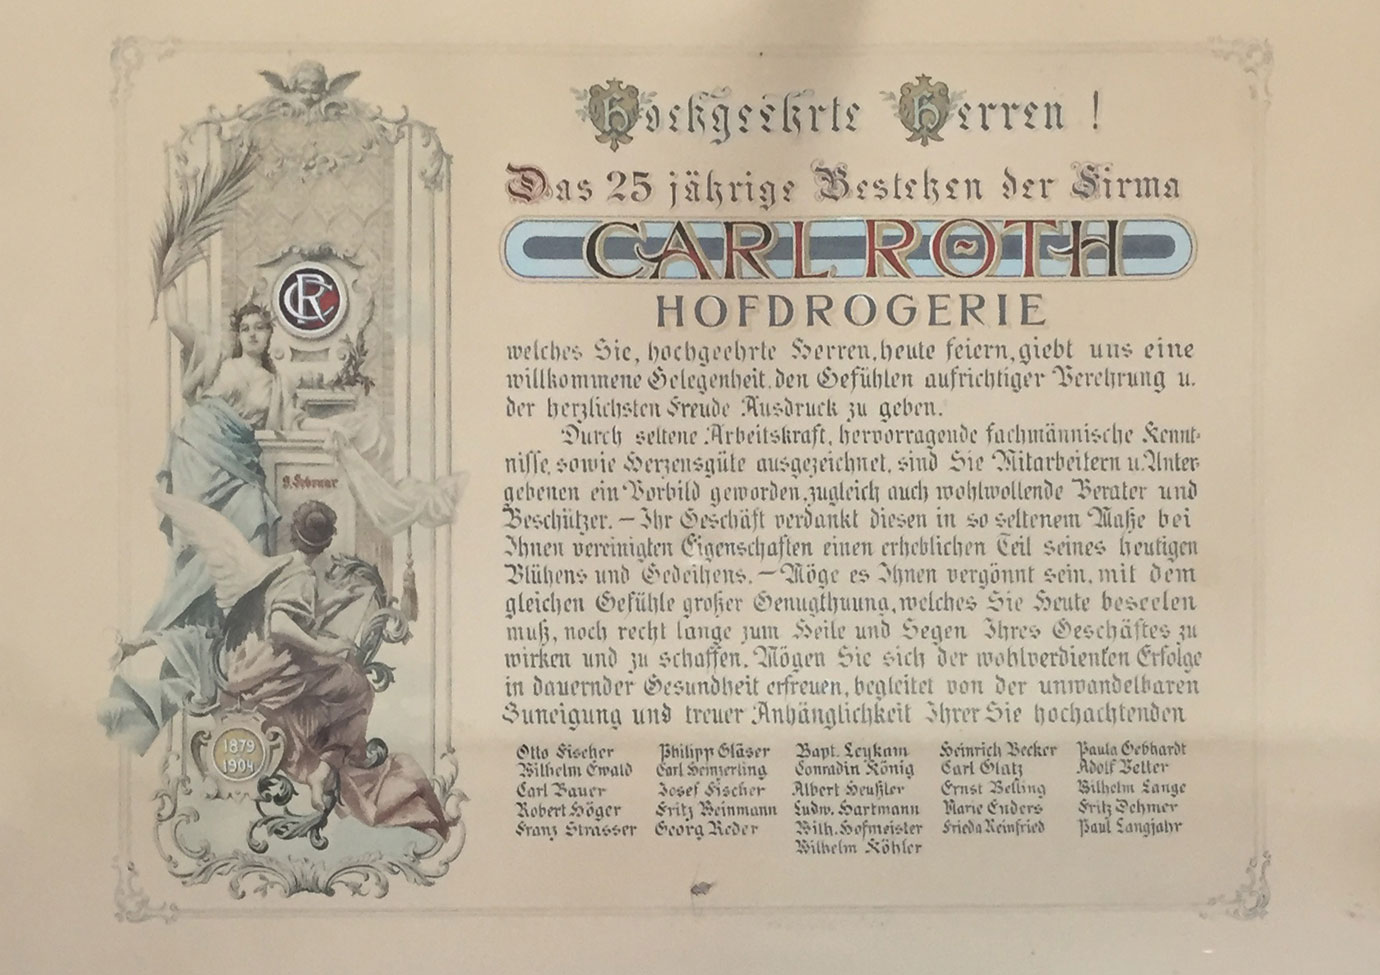 Hochgeehrte Herren!
Das 25 jährige Bestehen der Firma
CARL ROTH
HOFDROGERIE
welches Sie, hochgeehrte Herren, heute feiern, giebt uns eine
willkommene Gelegenheit, den Gefühlen aufrichtiger Verehrung u.
der herzlichsten Freude Ausdruck zu geben.
Durch seltene Arbeitskraft, hervorragende fachmännische Kennt-
nisse, sowie Herzensgüte ausgezeichnet, sind Sie Mitarbeitern u. Unter-
gebenen ein Vorbild geworden, zugleich auch wohlwollende Berater und
Beschützer. – Ihr Geschäft verdankt diesen in so seltenem Maße bei
Ihnen vereinigten Eigenschaften einen erheblichen Teil seines heutigen
Blühens und Gedeihens. – Möge es Ihnen vergönnt sein, mit dem
gleichen Gefühle großer Genugthuung, welches Sie Heute beseelen
muß, noch recht lange zum Heile und Segen Ihres Geschäftes zu
wirken und zu schaffen. Mögen Sie sich der wohlverdienten Erfolge
in dauernder Gesundheit erfreuen, begleitet von der unwandelbaren
Zuneigung und treuer Anhänglichkeit Ihrer Sie hochachtenden
Otto Fischer
Wilhelm Ewald
Carl Bauer
Robert Höger
Franz Strasser
Philipp Gläser
Carl Heinzerling
Josef Fischer
Fritz Weinmann
Georg Reder
Bapt. Leykam
Conradin König
Albert Heußler
Ludw. Hartmann
Wilh. Hofmeister
Wilhelm Köhler
Heinrich Becker
Carl Glatz
Ernst Belling
Marie Enders
Frieda Reinfried
Paula Gebhardt
Adolf Vetter
Wilhelm Lange
Fritz Dehmer
Paul Langjahr
CR
9. Februar
1879
1904